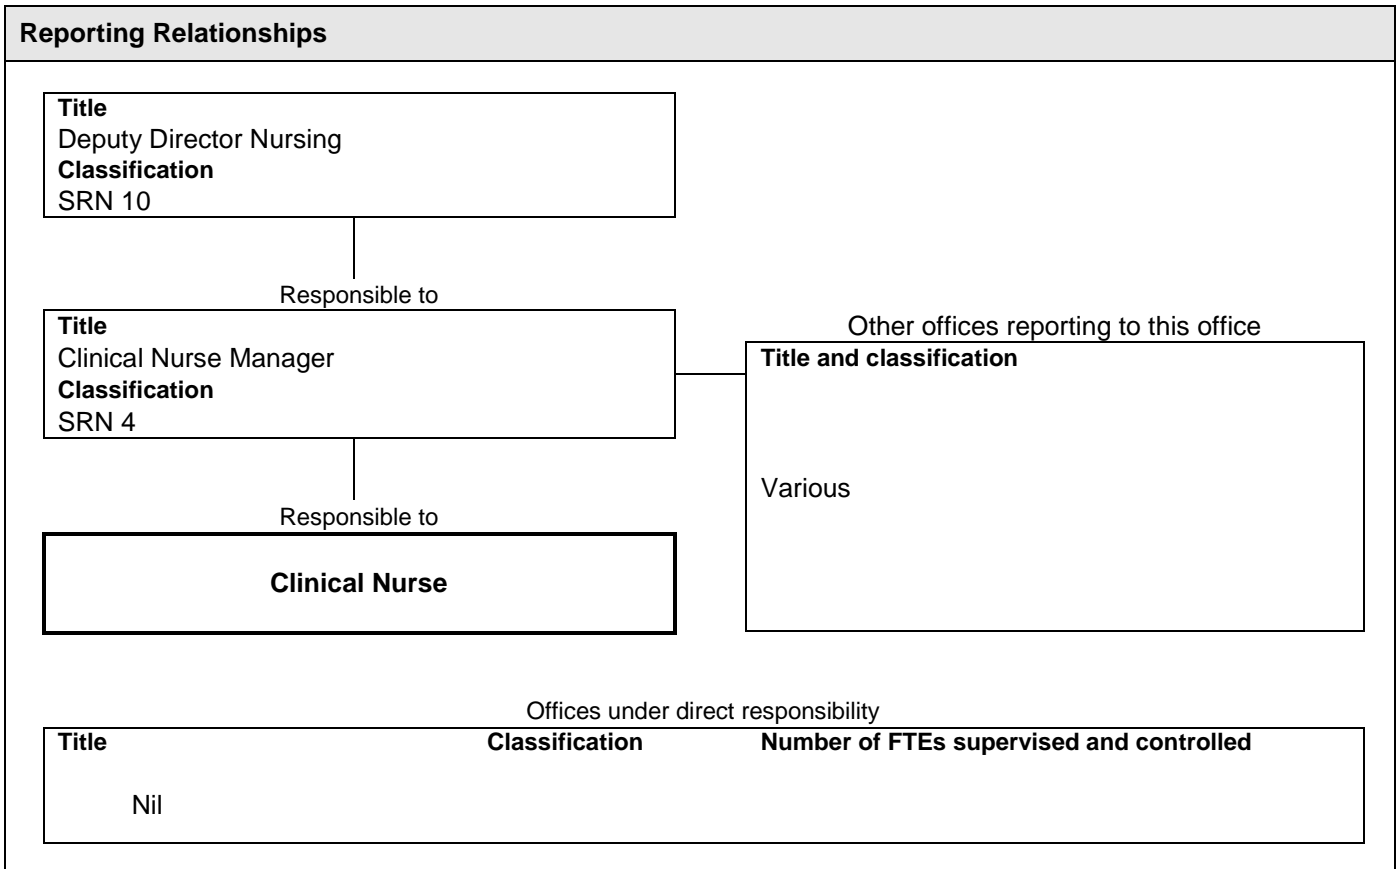 Reporting Relationships
Title
Deputy Director Nursing
Classification
SRN 10
Responsible to
Title
Clinical Nurse Manager
Classification
SRN 4
Other offices reporting to this office
Title and classification
Various
Responsible to
Clinical Nurse
Offices under direct responsibility
Title Classification Number of FTEs supervised and controlled
Nil